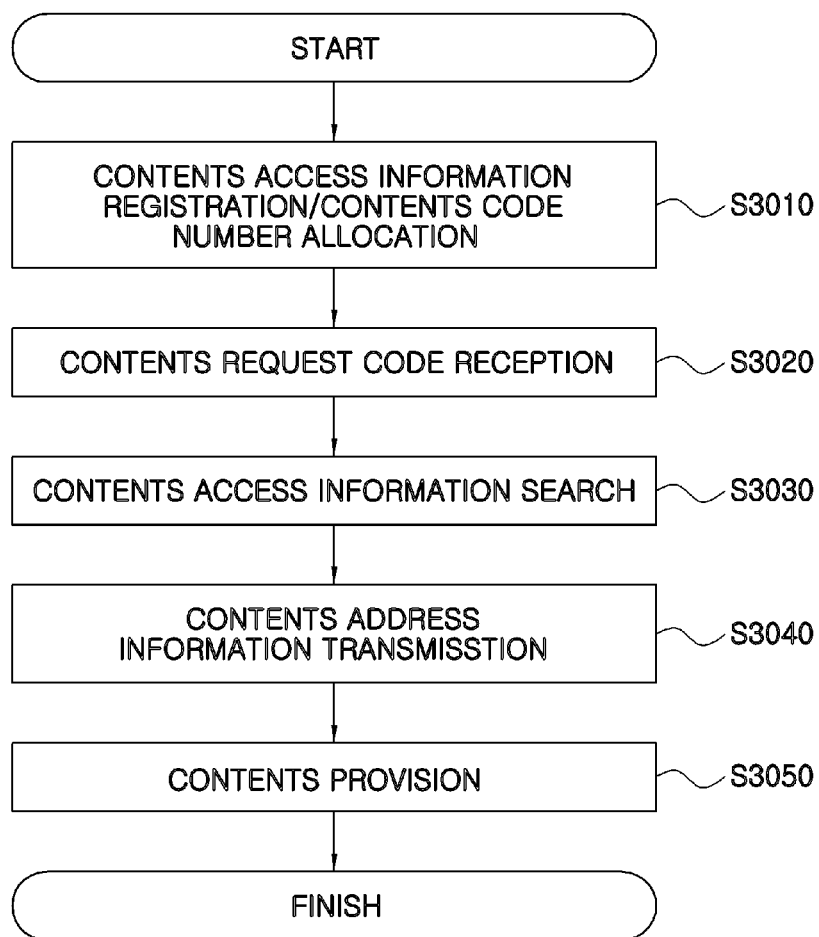 START
CONTENTS ACCESS INFORMATION
REGISTRATION/CONTENTS CODE
NUMBER ALLOCATION
S3010
CONTENTS REQUEST CODE RECEPTION
S3020
CONTENTS ACCESS INFORMATION SEARCH
S3030
CONTENTS ADDRESS
INFORMATION TRANSMISSTION
S3040
CONTENTS PROVISION
S3050
FINISH